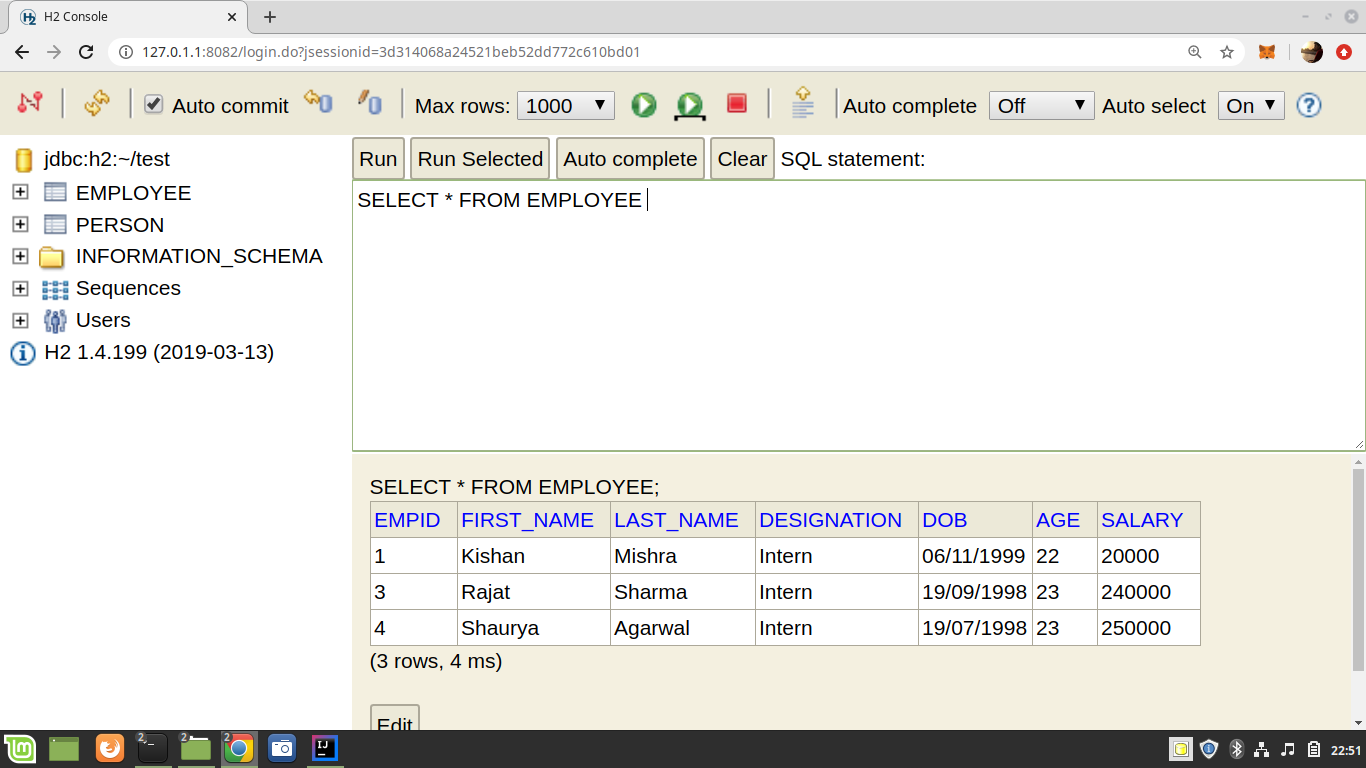 H2 Console
127.0.1.1:8082/login.do?jsessionid=3d314068a24521beb52dd772c610bd01
Auto commit Max rows: 1000 Auto complete Off Auto select On
jdbc:h2:~/test
EMPLOYEE
PERSON
INFORMATION_SCHEMA
Sequences
Users
H2 1.4.199 (2019-03-13)
Run Run Selected Auto complete Clear SQL statement:
SELECT * FROM EMPLOYEE
SELECT * FROM EMPLOYEE;
EMPID FIRST_NAME LAST_NAME DESIGNATION DOB AGE SALARY
1 Kishan Mishra Intern 06/11/1999 22 20000
3 Rajat Sharma Intern 19/09/1998 23 240000
4 Shaurya Agarwal Intern 19/07/1998 23 250000
(3 rows, 4 ms)
Edit
2 2 2 IJ 22:51